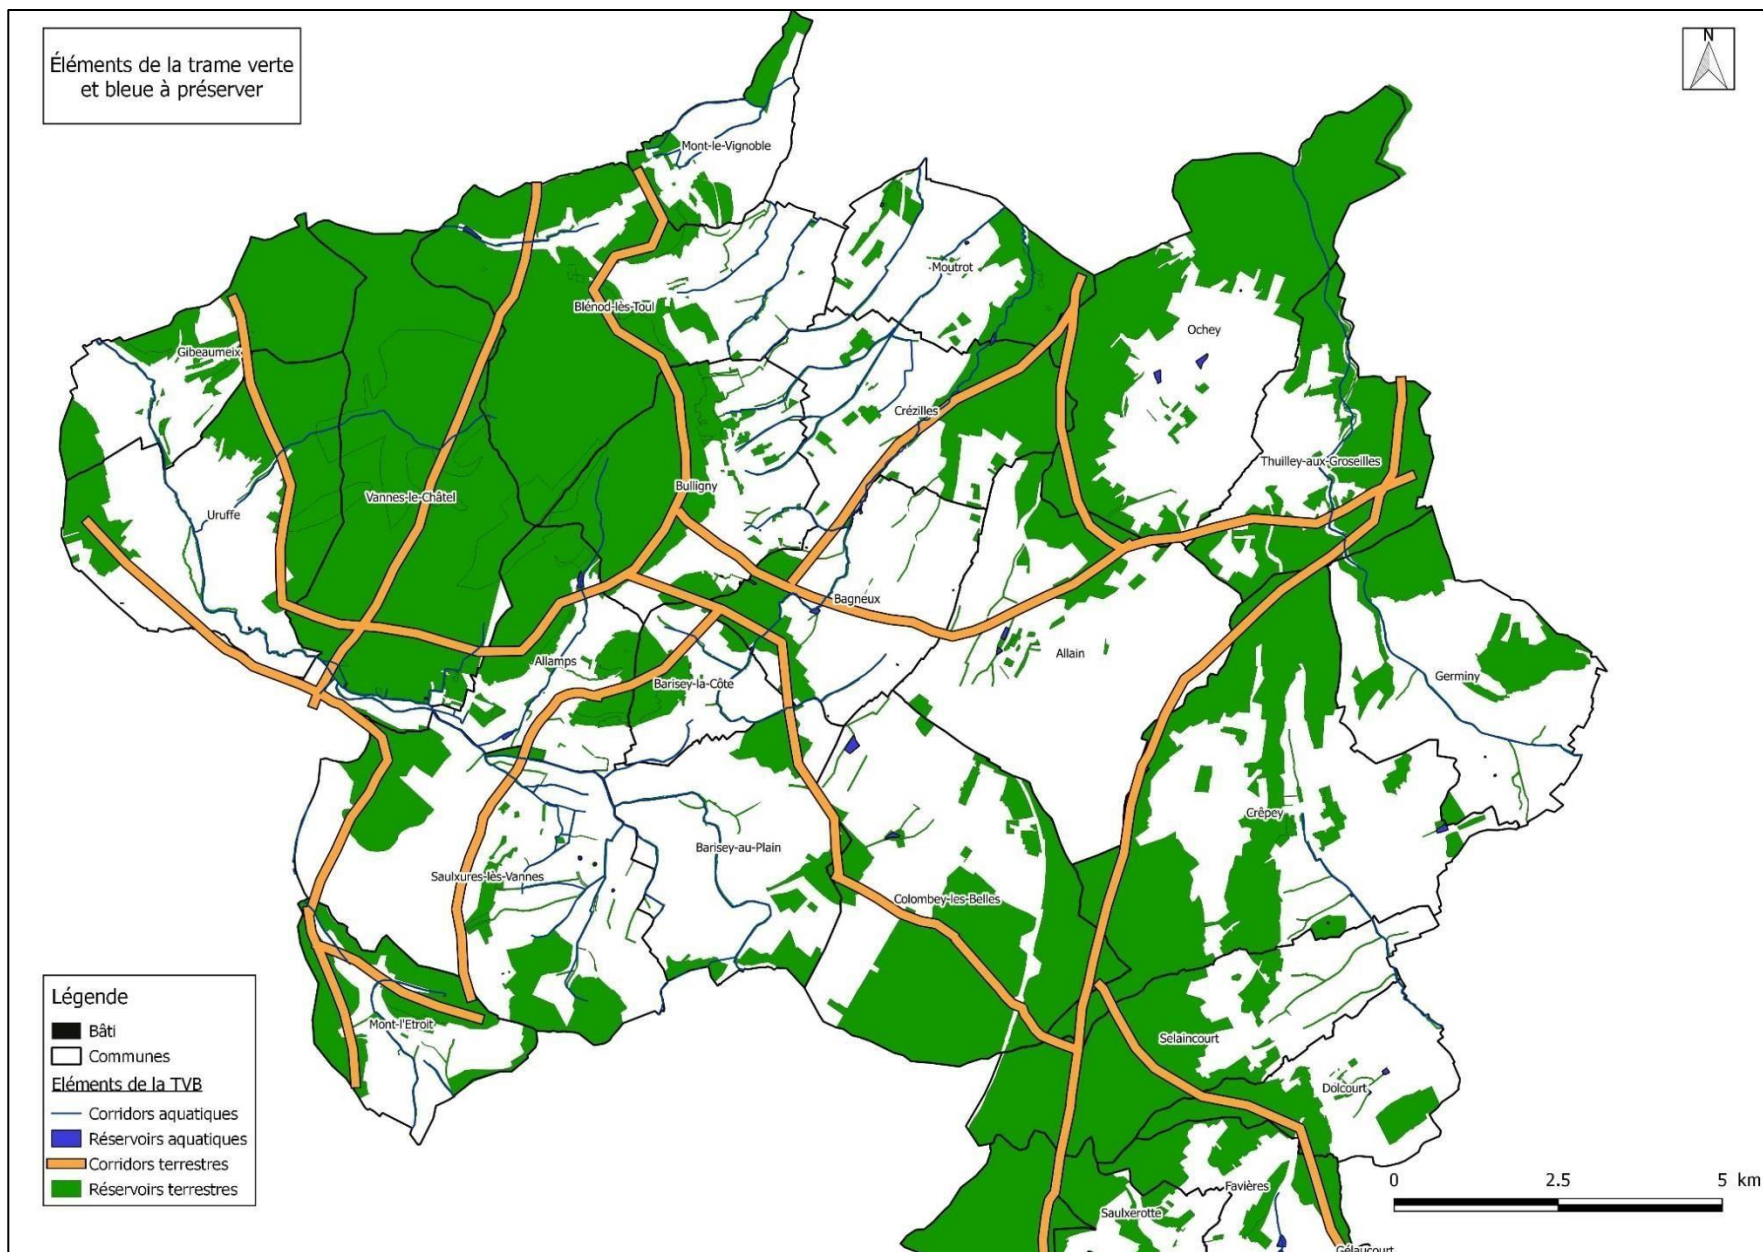 Éléments de la trame verte
et bleue à préserver
N
Mont-le-Vignoble
Moutrot
Blénod-lès-Toul
Ochey
Gibeaumeix
Crézilles
Thuilley-aux-Groseilles
Bulligny
Vannes-le-Châtel
Uruffe
Bagneux
Allain
Allamps
Barisey-la-Côte
Germiny
Crêpey
Barisey-au-Plain
Saulxures-lès-Vannes
Colombey-les-Belles
Mont-l'Etroit
Selaincourt
Dolcourt
Favières
Saulxerotte
Gélaucourt
Légende
Bâti
Communes
Eléments de la TVB
Corridors aquatiques
Réservoirs aquatiques
Corridors terrestres
Réservoirs terrestres
0 2.5 5 km